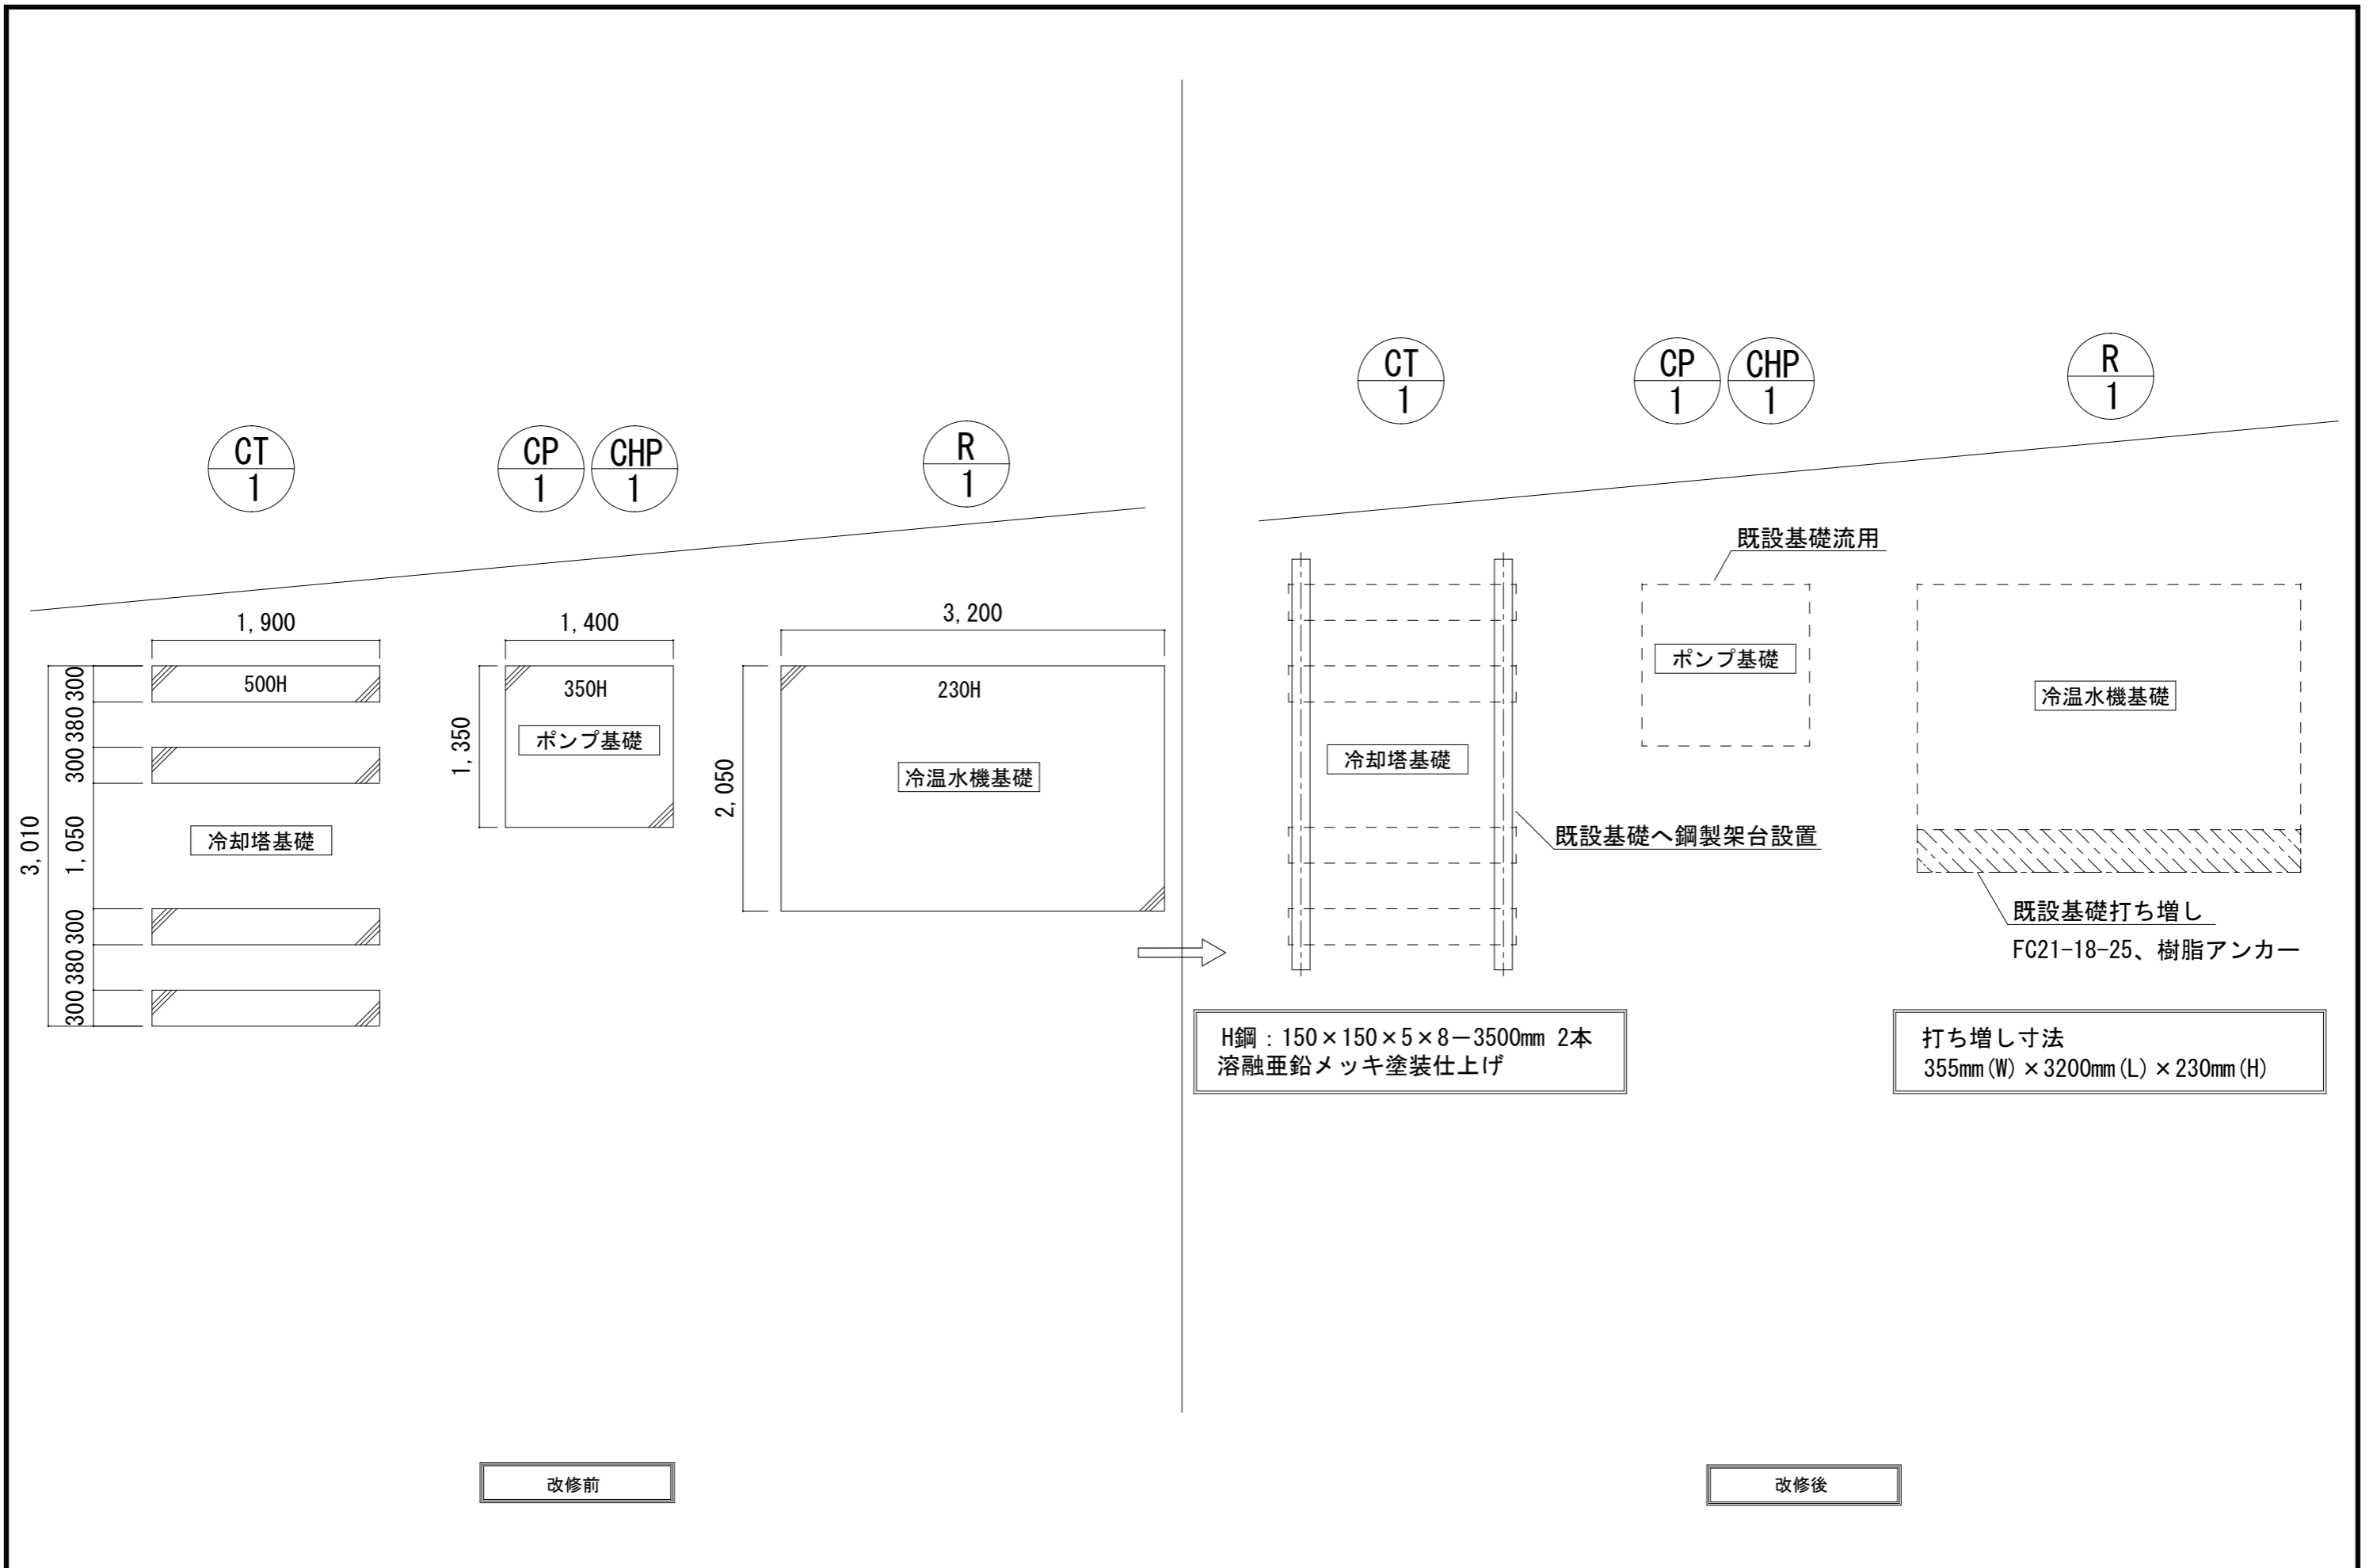 CT
1
CP
1
CHP
1
R
1
1,900
1,400
3,200
500H
350H
230H
3,010
300
380
300
1,050
300
380
300
1,350
2,050
冷却塔基礎
ポンプ基礎
冷温水機基礎
改修前
CT
1
CP
1
CHP
1
R
1
既設基礎流用
ポンプ基礎
冷温水機基礎
冷却塔基礎
既設基礎へ鋼製架台設置
既設基礎打ち増し
FC21-18-25、樹脂アンカー
H鋼：150×150×5×8－3500mm 2本
溶融亜鉛メッキ塗装仕上げ
打ち増し寸法
355mm(W)×3200mm(L)×230mm(H)
改修後